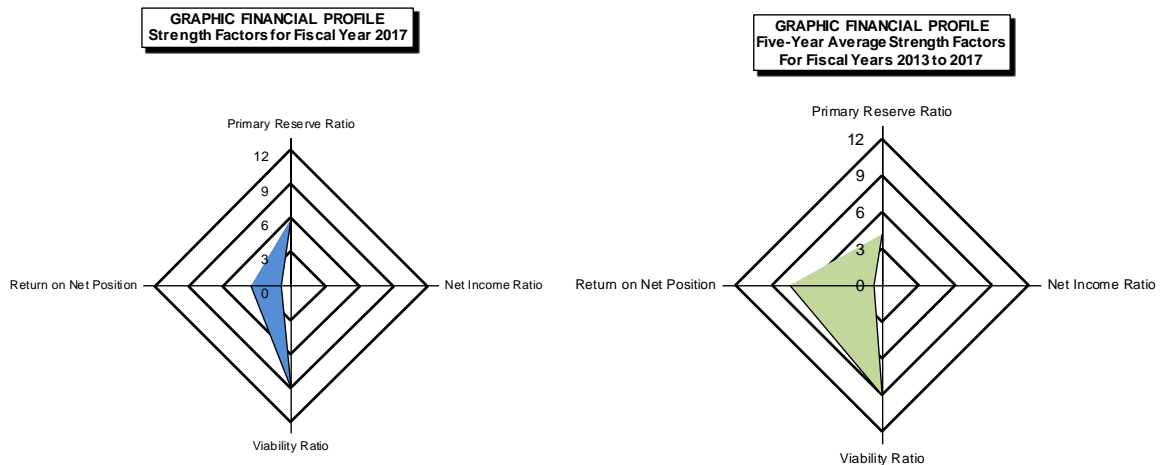 GRAPHIC FINANCIAL PROFILE
Strength Factors for Fiscal Year 2017
Primary Reserve Ratio
12
9
6
3
0
Return on Net Position
Net Income Ratio
Viability Ratio
GRAPHIC FINANCIAL PROFILE
Five-Year Average Strength Factors
For Fiscal Years 2013 to 2017
Primary Reserve Ratio
12
9
6
3
0
Return on Net Position
Net Income Ratio
Viability Ratio